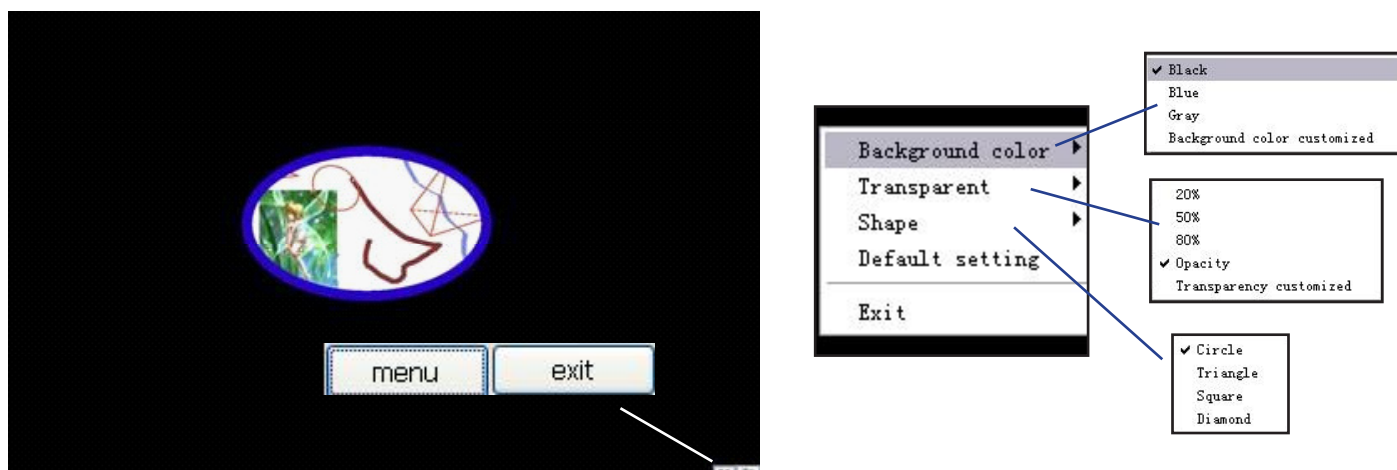 menu
exit
Background color
Transparent
Shape
Default setting
Exit
Black
Blue
Gray
Background color customized
20%
50%
80%
Opacity
Transparency customized
Circle
Triangle
Square
Diamond